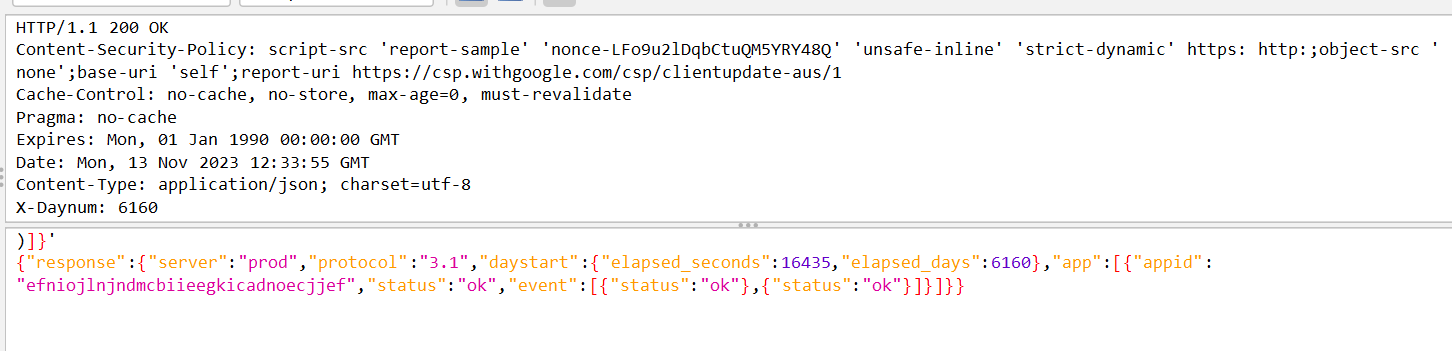 HTTP/1.1 200 OK
Content-Security-Policy: script-src 'report-sample' 'nonce-LFo9u2lDqbCtuQM5YRY48Q' 'unsafe-inline' 'strict-dynamic' https: http:;object-src '
none';base-uri 'self';report-uri https://csp.withgoogle.com/csp/clientupdate-aus/1
Cache-Control: no-cache, no-store, max-age=0, must-revalidate
Pragma: no-cache
Expires: Mon, 01 Jan 1990 00:00:00 GMT
Date: Mon, 13 Nov 2023 12:33:55 GMT
Content-Type: application/json; charset=utf-8
X-Daynum: 6160
)]}'
{"response":{"server":"prod","protocol":"3.1","daystart":{"elapsed_seconds":16435,"elapsed_days":6160},"app":[{"appid":
"efniojlnjndmcbiieegkicadnoecjjef","status":"ok","event":[{"status":"ok"},{"status":"ok"}]}]}}